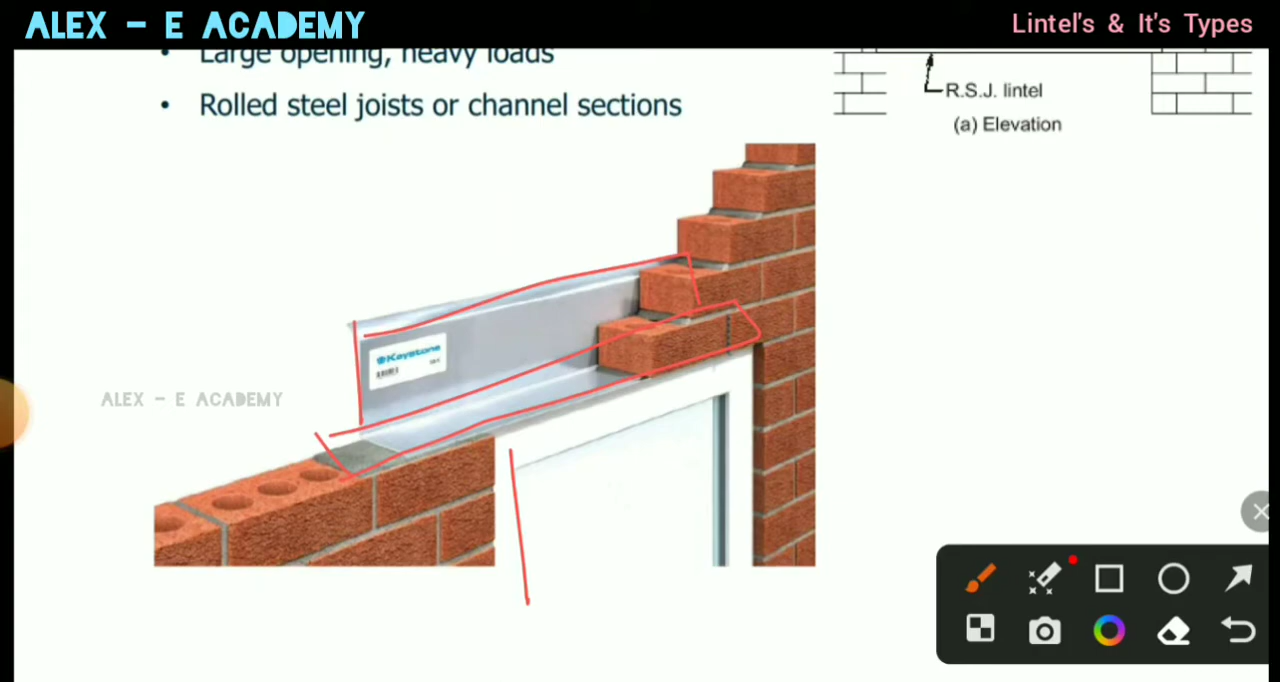 ALEX - E ACADEMY
Lintel's & It's Types
• Large opening, heavy loads
• Rolled steel joists or channel sections
R.S.J. lintel
(a) Elevation
Keystone
ALEX - E ACADEMY